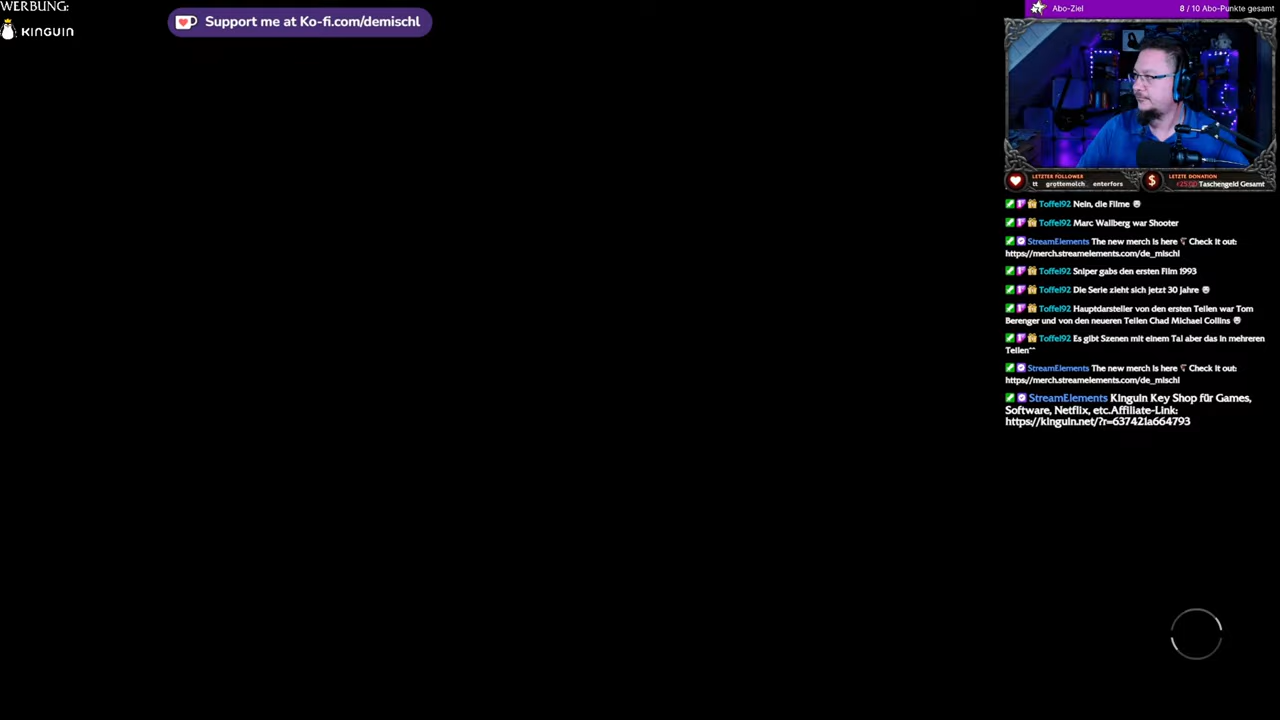 WERBUNG:
KINGUIN
Support me at Ko-fi.com/demischl
Abo-Ziel
8 / 10 Abo-Punkte gesamt
LETZTER FOLLOWER
tt grottemolch_ enterfors
LETZTE DONATION
Taschengeld Gesamt
Toffel92 Nein, die Filme
Toffel92 Marc Wallberg war Shooter
StreamElements The new merch is here Check it out:
https://merch.streamelements.com/de_mischl
Toffel92 Sniper gabs den ersten Film 1993
Toffel92 Die Serie zieht sich jetzt 30 Jahre
Toffel92 Hauptdarsteller von den ersten Teilen war Tom
Berenger und von den neueren Teilen Chad Michael Collins
Toffel92 Es gibt Szenen mit einem Tal aber das in mehreren
Teilen^^
StreamElements The new merch is here Check it out:
https://merch.streamelements.com/de_mischl
StreamElements Kinguin Key Shop für Games,
Software, Netflix, etc.Affiliate-Link:
https://kinguin.net/?r=637421a664793